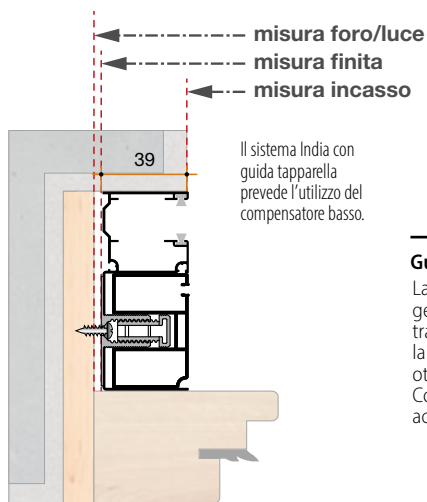 misura foro/luce
misura finita
misura incasso
39
Il sistema India con
guida tapparella
prevede l'utilizzo del
compensatore basso.
Gu
La
ge
tra
la
ot
Co
ac